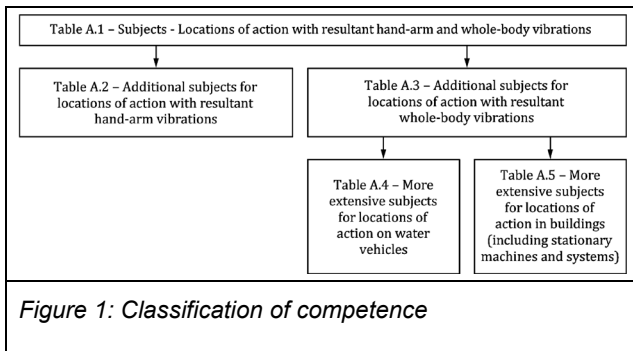 Table A.1 – Subjects - Locations of action with resultant hand-arm and whole-body vibrations
Table A.2 – Additional subjects for
locations of action with resultant
hand-arm vibrations
Table A.3 – Additional subjects for
locations of action with resultant
whole-body vibrations
Table A.4 – More
extensive subjects
for locations of
action on water
vehicles
Table A.5 – More
extensive subjects
for locations of
action in buildings
(including stationary
machines and systems)
Figure 1: Classification of competence